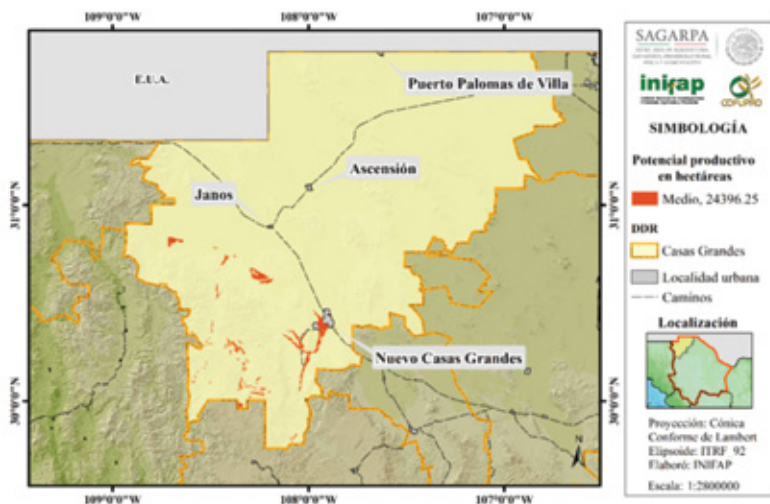 109°0'0"W
108°0'0"W
107°0'0"W
E.U.A.
Puerto Palomas de Villa
Ascensión
Janos
Nuevo Casas Grandes
31°0'0"N
30°0'0"N
31°0'0"N
30°0'0"N
109°0'0"W
108°0'0"W
107°0'0"W
N
SAGARPA
inifap
COFUPRO
SIMBOLOGÍA
Potencial productivo
en hectáreas
Medio, 24396.25
DDR
Casas Grandes
Localidad urbana
Caminos
Localización
Proyección: Cónica
Conforme de Lambert
Elipsoide: ITRF_92
Elaboró: INIFAP
Escala: 1:2800000